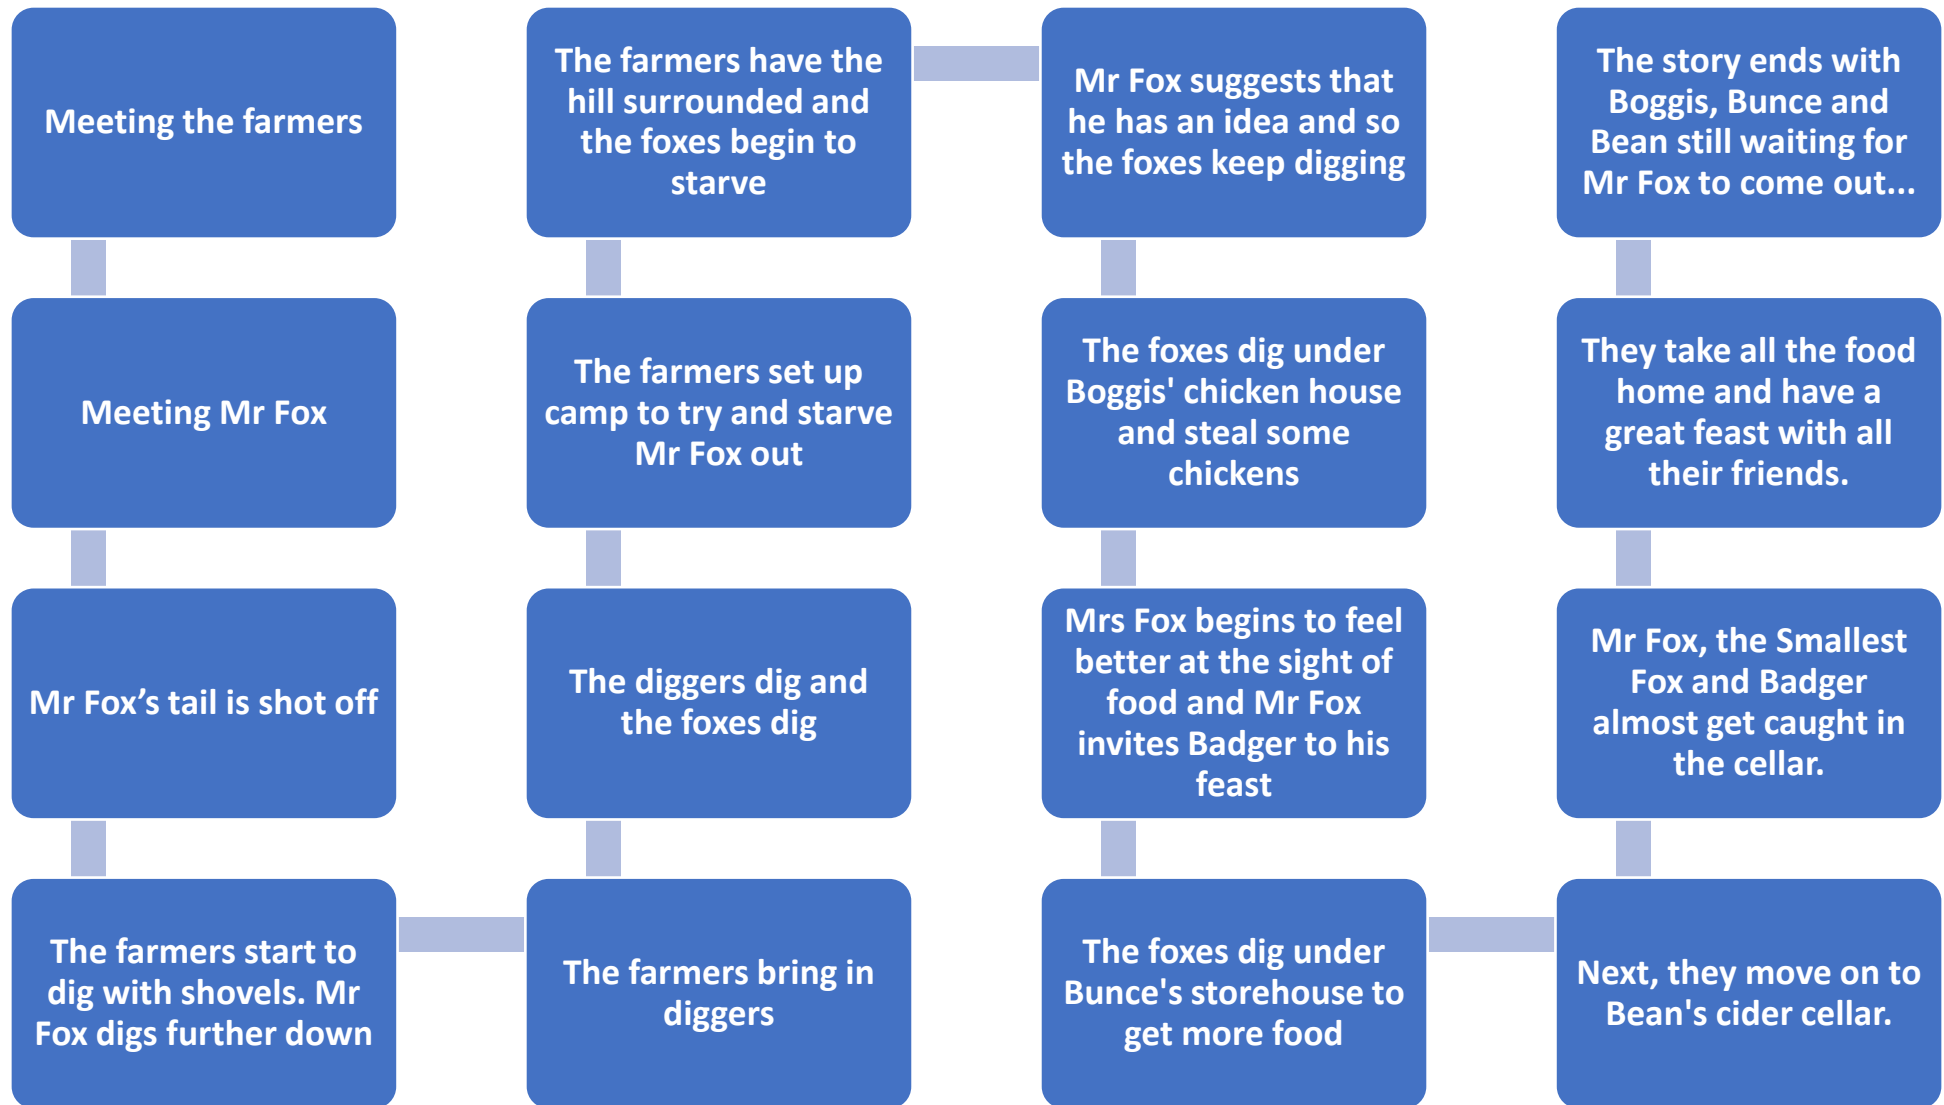 Meeting the farmers
Meeting Mr Fox
Mr Fox’s tail is shot off
The farmers start to
dig with shovels. Mr
Fox digs further down
The farmers bring in
diggers
The diggers dig and
the foxes dig
The farmers set up
camp to try and starve
Mr Fox out
The farmers have the
hill surrounded and
the foxes begin to
starve
Mr Fox suggests that
he has an idea and so
the foxes keep digging
The foxes dig under
Boggis' chicken house
and steal some
chickens
Mrs Fox begins to feel
better at the sight of
food and Mr Fox
invites Badger to his
feast
The foxes dig under
Bunce's storehouse to
get more food
Next, they move on to
Bean's cider cellar.
Mr Fox, the Smallest
Fox and Badger
almost get caught in
the cellar.
They take all the food
home and have a
great feast with all
their friends.
The story ends with
Boggis, Bunce and
Bean still waiting for
Mr Fox to come out...